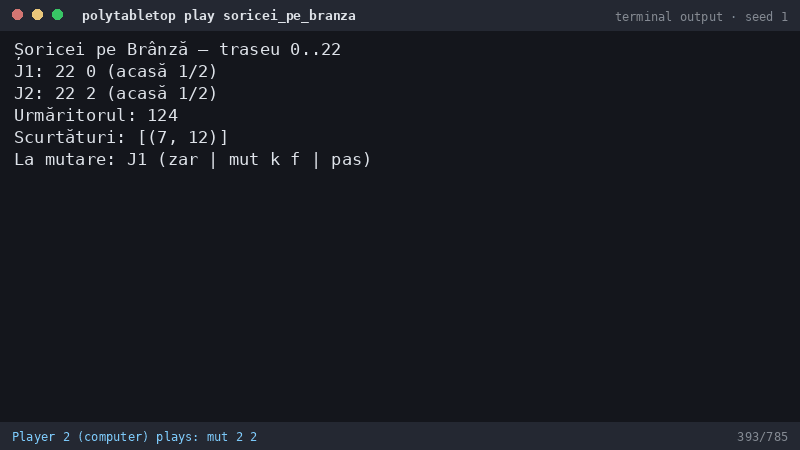 polytabletop play soricei_pe_branza
terminal output · seed 1
Șoricei pe Brânză — traseu 0..22
J1: 22 0 (acasă 1/2)
J2: 22 2 (acasă 1/2)
Următitorul: 124
Scurtături: [(7, 12)]
La mutare: J1 (zar | mut k f | pas)
Player 2 (computer) plays: mut 2 2
393/785